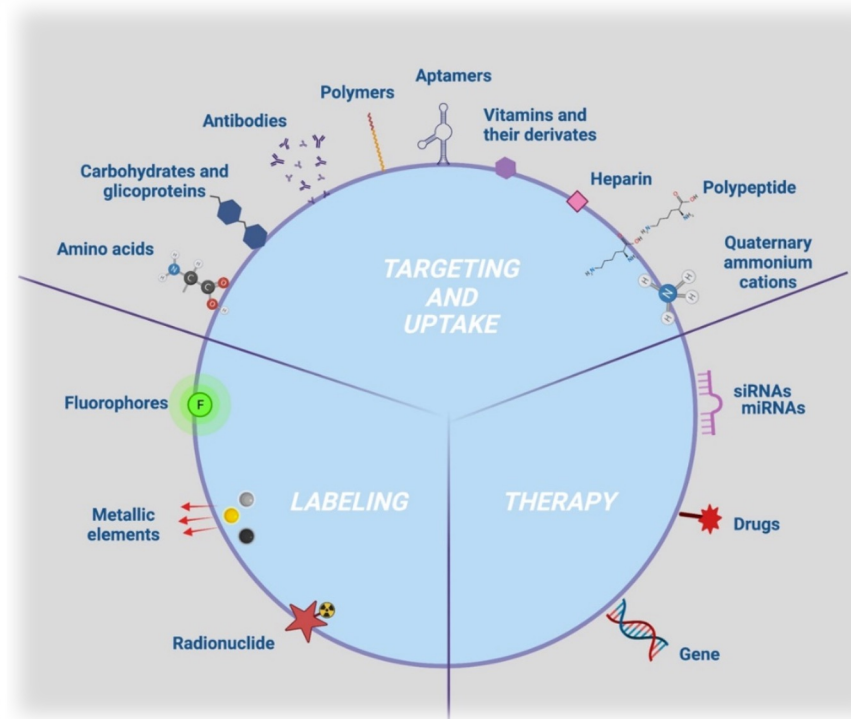 Aptamers
Polymers
Vitamins and
their derivates
Antibodies
Heparin
Polypeptide
Carbohydrates and
glicoproteins
Amino acids
Quaternary
ammonium
cations
TARGETING
AND
UPTAKE
N
H
H
H
H
H
H
C
C
O
O
H
N
H
H
H
H
siRNAs
miRNAs
Fluorophores
F
LABELING
THERAPY
Metallic
elements
Drugs
Radionuclide
Gene